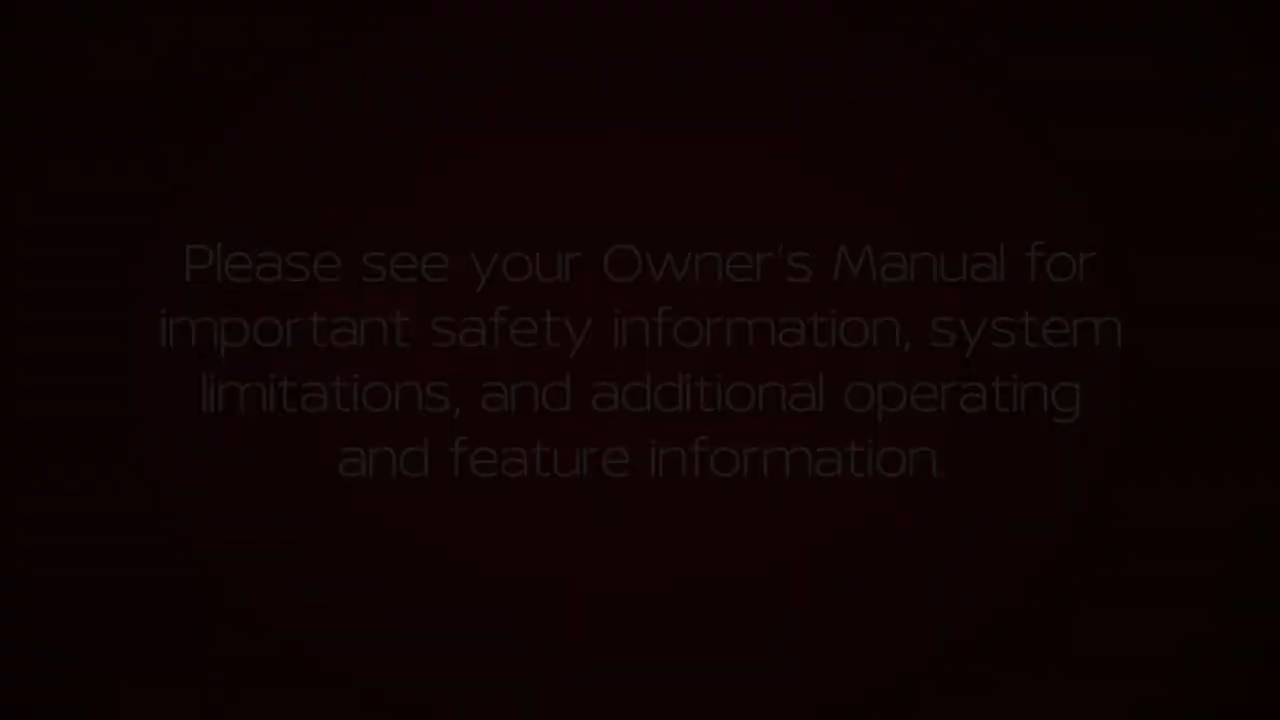 Please see your Owner's Manual for
important safety information, system
limitations, and additional operating
and feature information.